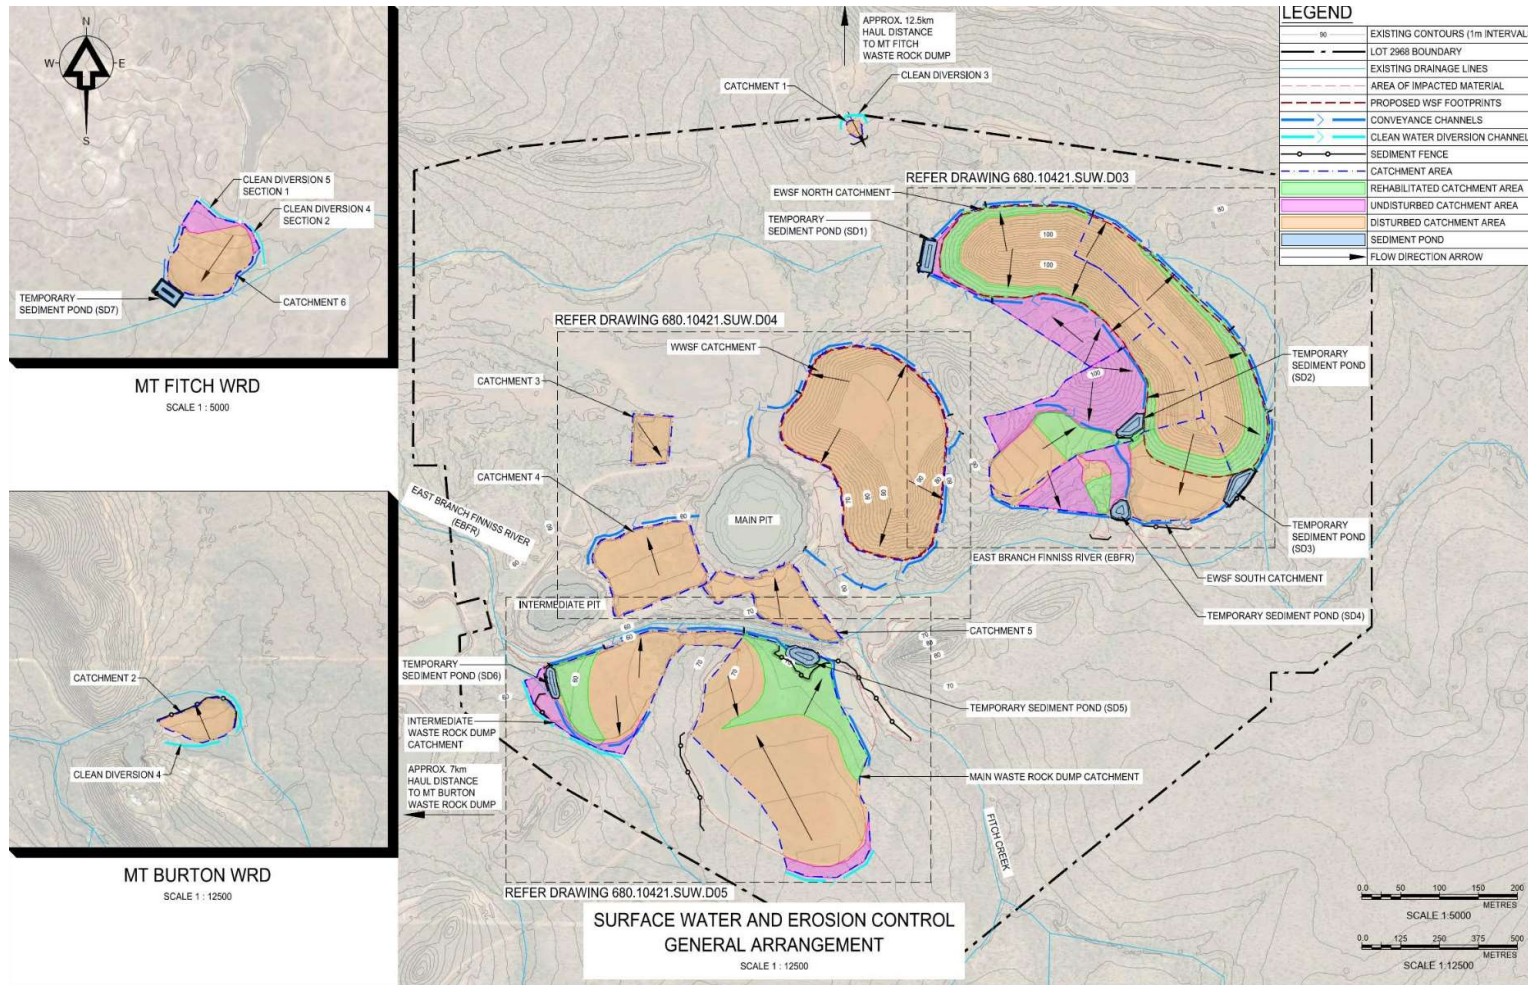 N
W
E
S
CLEAN DIVERSION 5
SECTION 1
CLEAN DIVERSION 4
SECTION 2
TEMPORARY
SEDIMENT POND (SD7)
CATCHMENT 6
MT FITCH WRD
SCALE 1 : 5000
CATCHMENT 2
CLEAN DIVERSION 4
MT BURTON WRD
SCALE 1 : 12500
APPROX. 12.5km
HAUL DISTANCE
TO MT FITCH
WASTE ROCK DUMP
CLEAN DIVERSION 3
CATCHMENT 1
REFER DRAWING 680.10421.SUW.D03
EWSF NORTH CATCHMENT
TEMPORARY
SEDIMENT POND (SD1)
80
100
100
100
REFER DRAWING 680.10421.SUW.D04
WWSF CATCHMENT
CATCHMENT 3
TEMPORARY
SEDIMENT POND
(SD2)
CATCHMENT 4
EAST BRANCH FINNISS RIVER
(EBFR)
MAIN PIT
TEMPORARY
SEDIMENT POND
(SD3)
EAST BRANCH FINNISS RIVER (EBFR)
EWSF SOUTH CATCHMENT
INTERMEDIATE PIT
TEMPORARY SEDIMENT POND (SD4)
CATCHMENT 5
TEMPORARY
SEDIMENT POND (SD6)
TEMPORARY SEDIMENT POND (SD5)
INTERMEDIATE
WASTE ROCK DUMP
CATCHMENT
APPROX. 7km
HAUL DISTANCE
TO MT BURTON
WASTE ROCK DUMP
MAIN WASTE ROCK DUMP CATCHMENT
FITCH CREEK
REFER DRAWING 680.10421.SUW.D05
SURFACE WATER AND EROSION CONTROL
GENERAL ARRANGEMENT
SCALE 1 : 12500
LEGEND
90 EXISTING CONTOURS (1m INTERVAL
LOT 2968 BOUNDARY
EXISTING DRAINAGE LINES
AREA OF IMPACTED MATERIAL
PROPOSED WSF FOOTPRINTS
CONVEYANCE CHANNELS
CLEAN WATER DIVERSION CHANNEL
SEDIMENT FENCE
CATCHMENT AREA
REHABILITATED CATCHMENT AREA
UNDISTURBED CATCHMENT AREA
DISTURBED CATCHMENT AREA
SEDIMENT POND
FLOW DIRECTION ARROW
0.0 50 100 150 200
METRES
SCALE 1:5000
0.0 125 250 375 500
METRES
SCALE 1:12500